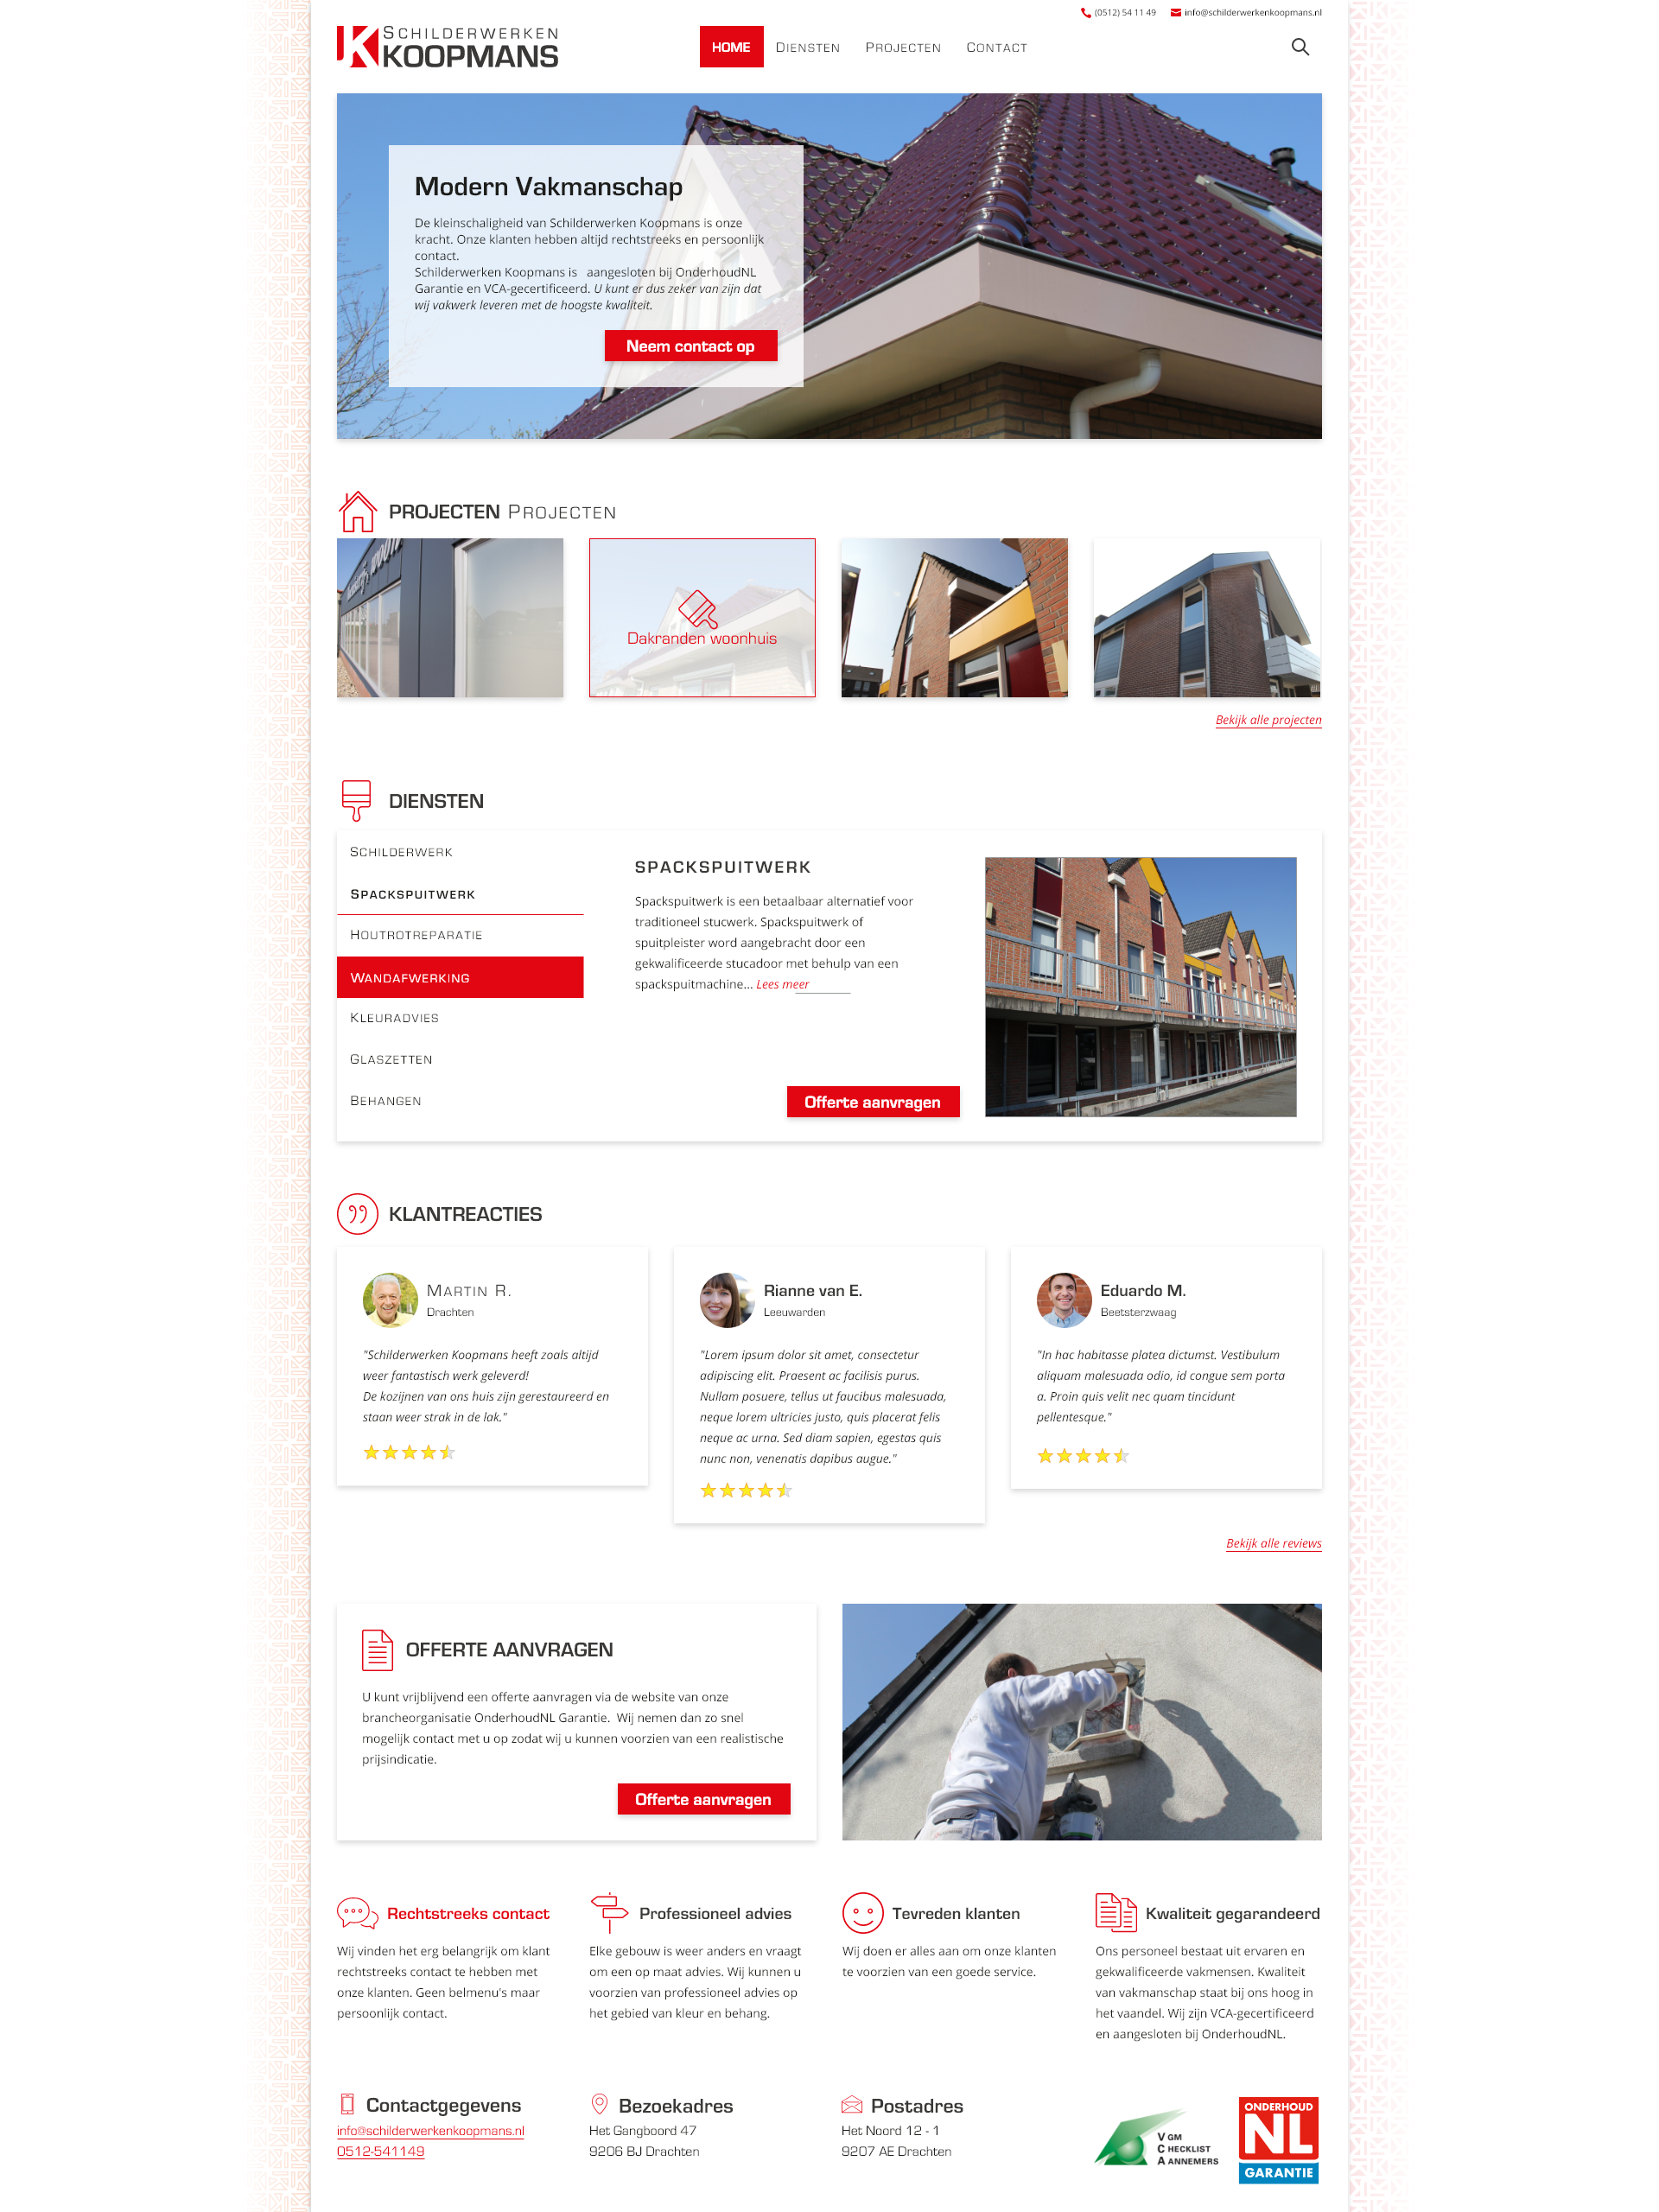 (0512) 54 11 49 info@schilderwerkenkoopmans.nl
SCHILDERWERKEN
KOOPMANS
HOME DIENSTEN PROJECTEN CONTACT
Modern Vakmanschap
De kleinschaligheid van Schilderwerken Koopmans is onze
kracht. Onze klanten hebben altijd rechtstreeks en persoonlijk
contact.
Schilderwerken Koopmans is aangesloten bij OnderhoudNL
Garantie en VCA-gecertificeerd. U kunt er dus zeker van zijn dat
wij vakwerk leveren met de hoogste kwaliteit.
Neem contact op
PROJECTEN PROJECTEN
Dakranden woonhuis
Bekijk alle projecten
DIENSTEN
SCHILDERWERK
SPACKSPUITWERK
HOUTROTREPARATIE
WANDAFWERKING
KLEURADVIES
GLASZETTEN
BEHANGEN
SPACKSPUITWERK
Spackspuitwerk is een betaalbaar alternatief voor
traditioneel stucwerk. Spackspuitwerk of
spuitpleister word aangebracht door een
gekwalificeerde stucadoor met behulp van een
spackspuitmachine... Lees meer
Offerte aanvragen
KLANTREACTIES
MARTIN R.
Drachten
"Schilderwerken Koopmans heeft zoals altijd
weer fantastisch werk geleverd!
De kozijnen van ons huis zijn gerestaureerd en
staan weer strak in de lak."
Rianne van E.
Leeuwarden
"Lorem ipsum dolor sit amet, consectetur
adipiscing elit. Praesent ac facilisis purus.
Nullam posuere, tellus ut faucibus malesuada,
neque lorem ultricies justo, quis placerat felis
neque ac urna. Sed diam sapien, egestas quis
nunc non, venenatis dapibus augue."
Eduardo M.
Beetsterzwaag
"In hac habitasse platea dictumst. Vestibulum
aliquam malesuada odio, id congue sem porta
a. Proin quis velit nec quam tincidunt
pellentesque."
Bekijk alle reviews
OFFERTE AANVRAGEN
U kunt vrijblijvend een offerte aanvragen via de website van onze
brancheorganisatie OnderhoudNL Garantie. Wij nemen dan zo snel
mogelijk contact met u op zodat wij u kunnen voorzien van een realistische
prijsindicatie.
Offerte aanvragen
Rechtstreeks contact
Wij vinden het erg belangrijk om klant
rechtstreeks contact te hebben met
onze klanten. Geen belmenu's maar
persoonlijk contact.
Professioneel advies
Elke gebouw is weer anders en vraagt
om een op maat advies. Wij kunnen u
voorzien van professioneel advies op
het gebied van kleur en behang.
Tevreden klanten
Wij doen er alles aan om onze klanten
te voorzien van een goede service.
Kwaliteit gegarandeerd
Ons personeel bestaat uit ervaren en
gekwalificeerde vakmensen. Kwaliteit
van vakmanschap staat bij ons hoog in
het vaandel. Wij zijn VCA-gecertificeerd
en aangesloten bij OnderhoudNL.
Contactgegevens
info@schilderwerkenkoopmans.nl
0512-541149
Bezoekadres
Het Gangboord 47
9206 BJ Drachten
Postadres
Het Noord 12 - 1
9207 AE Drachten
V GM
C HECKLIST
A ANNEMERS
ONDERHOUD
NL
GARANTIE